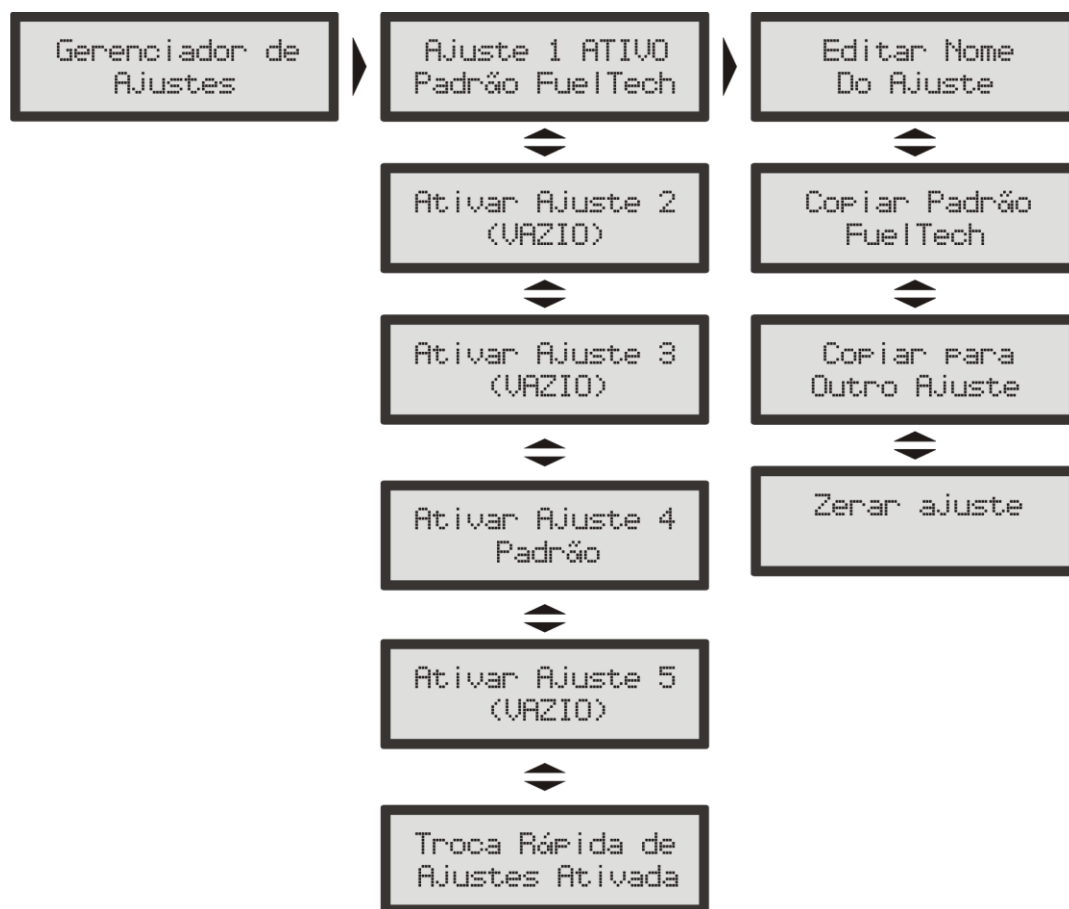 Gerenciador de
Ajustes
Ajuste 1 ATIVO
Padrão FuelTech
Editar Nome
Do Ajuste
Ativar Ajuste 2
(VAZIO)
Copiar Padrão
FuelTech
Ativar Ajuste 3
(VAZIO)
Copiar para
Outro Ajuste
Ativar Ajuste 4
Padrão
Zerar ajuste
Ativar Ajuste 5
(VAZIO)
Troca Rápida de
Ajustes Ativada